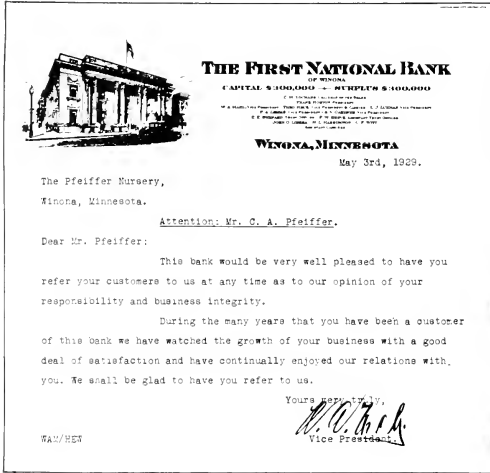 THE FIRST NATIONAL BANK
OF WINONA
CAPITAL $300,000 SURPLUS $300,000
WINONA, MINNESOTA
May 3rd, 1929.
The Pfeiffer Nursery,
Winona, Minnesota.
Attention: Mr. C. A. Pfeiffer.
Dear Mr. Pfeiffer:
This bank would be very well pleased to have you
refer your customers to us at any time as to our opinion of your
responsibility and business integrity.
During the many years that you have been a customer
of this bank we have watched the growth of your business with a good
deal of satisfaction and have continually enjoyed our relations with
you. We shall be glad to have you refer to us.
Yours very truly,
Vice President.
WAM/HEW